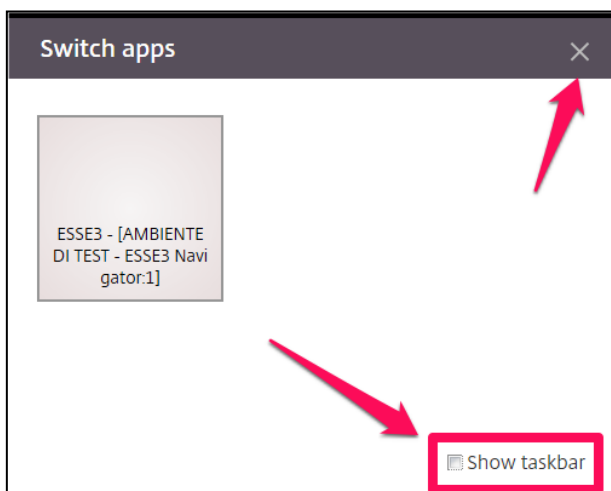 Switch apps
ESSE3 - [AMBIENTE
DI TEST - ESSE3 Navi
gator:1]
Show taskbar